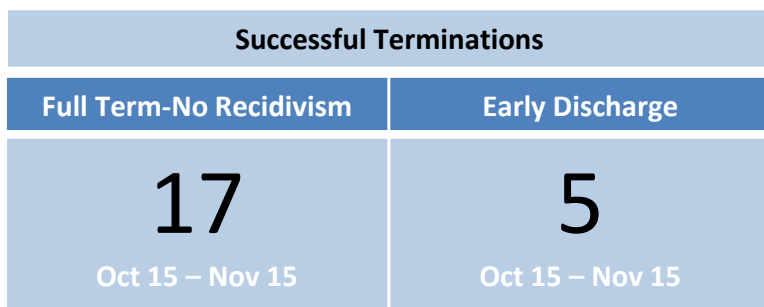 Successful Terminations
Full Term-No Recidivism Early Discharge
17 5
Oct 15 – Nov 15 Oct 15 – Nov 15